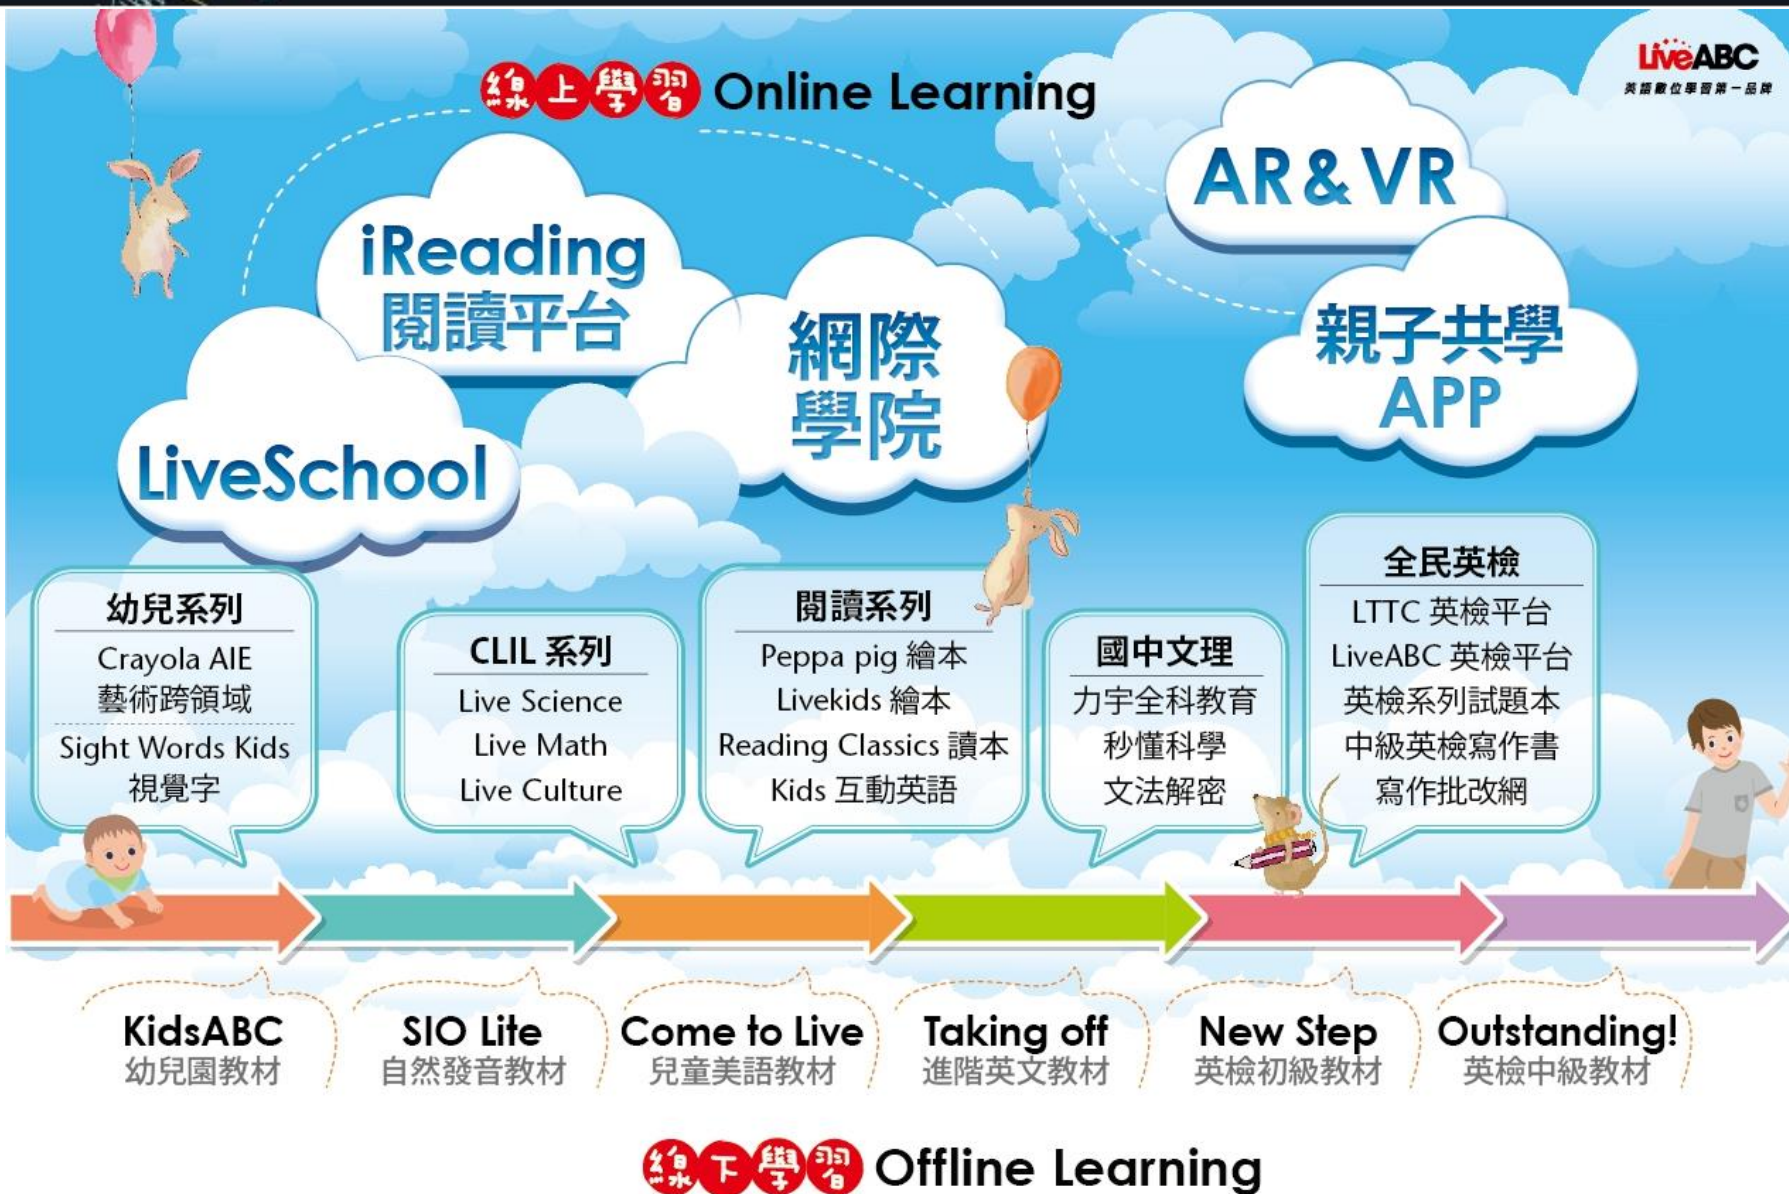 線上學習 Online Learning
LiveABC
英語數位學習第一品牌
AR & VR
iReading
閱讀平台
網際
學院
親子共學
APP
LiveSchool
幼兒系列
Crayola AIE
藝術跨領域
Sight Words Kids
視覺字
CLIL 系列
Live Science
Live Math
Live Culture
閱讀系列
Peppa pig 繪本
Livekids 繪本
Reading Classics 讀本
Kids 互動英語
國中文理
力宇全科教育
秒懂科學
文法解密
全民英檢
LTTC 英檢平台
LiveABC 英檢平台
英檢系列試題本
中級英檢寫作書
寫作批改網
KidsABC
幼兒園教材
SIO Lite
自然發音教材
Come to Live
兒童美語教材
Taking off
進階英文教材
New Step
英檢初級教材
Outstanding!
英檢中級教材
線下學習 Offline Learning